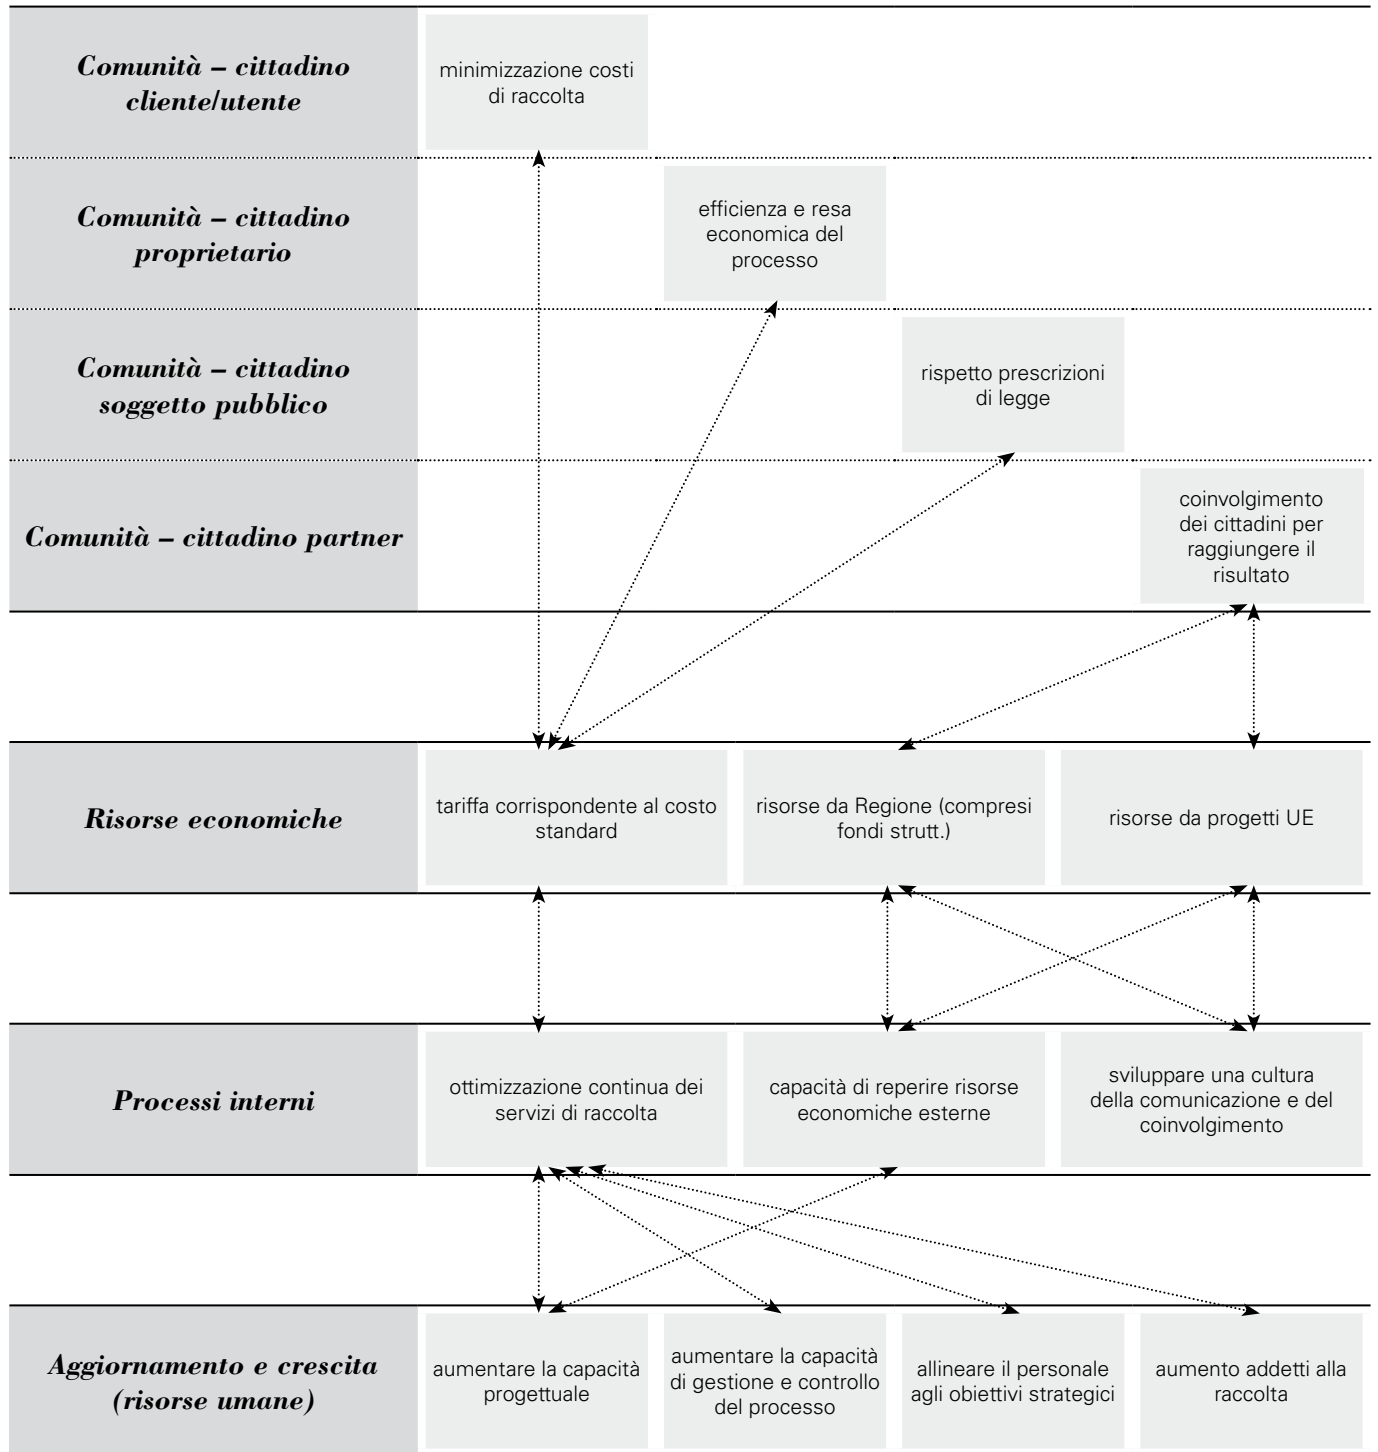 Comunità – cittadino
cliente/utente
minimizzazione costi
di raccolta
Comunità – cittadino
proprietario
efficienza e resa
economica del
processo
Comunità – cittadino
soggetto pubblico
rispetto prescrizioni
di legge
Comunità – cittadino partner
coinvolgimento
dei cittadini per
raggiungere il
risultato
Risorse economiche
tariffa corrispondente al costo
standard
risorse da Regione (compresi
fondi strutt.)
risorse da progetti UE
Processi interni
ottimizzazione continua dei
servizi di raccolta
capacità di reperire risorse
economiche esterne
sviluppare una cultura
della comunicazione e del
coinvolgimento
Aggiornamento e crescita
(risorse umane)
aumentare la capacità
progettuale
aumentare la capacità
di gestione e controllo
del processo
allineare il personale
agli obiettivi strategici
aumento addetti alla
raccolta